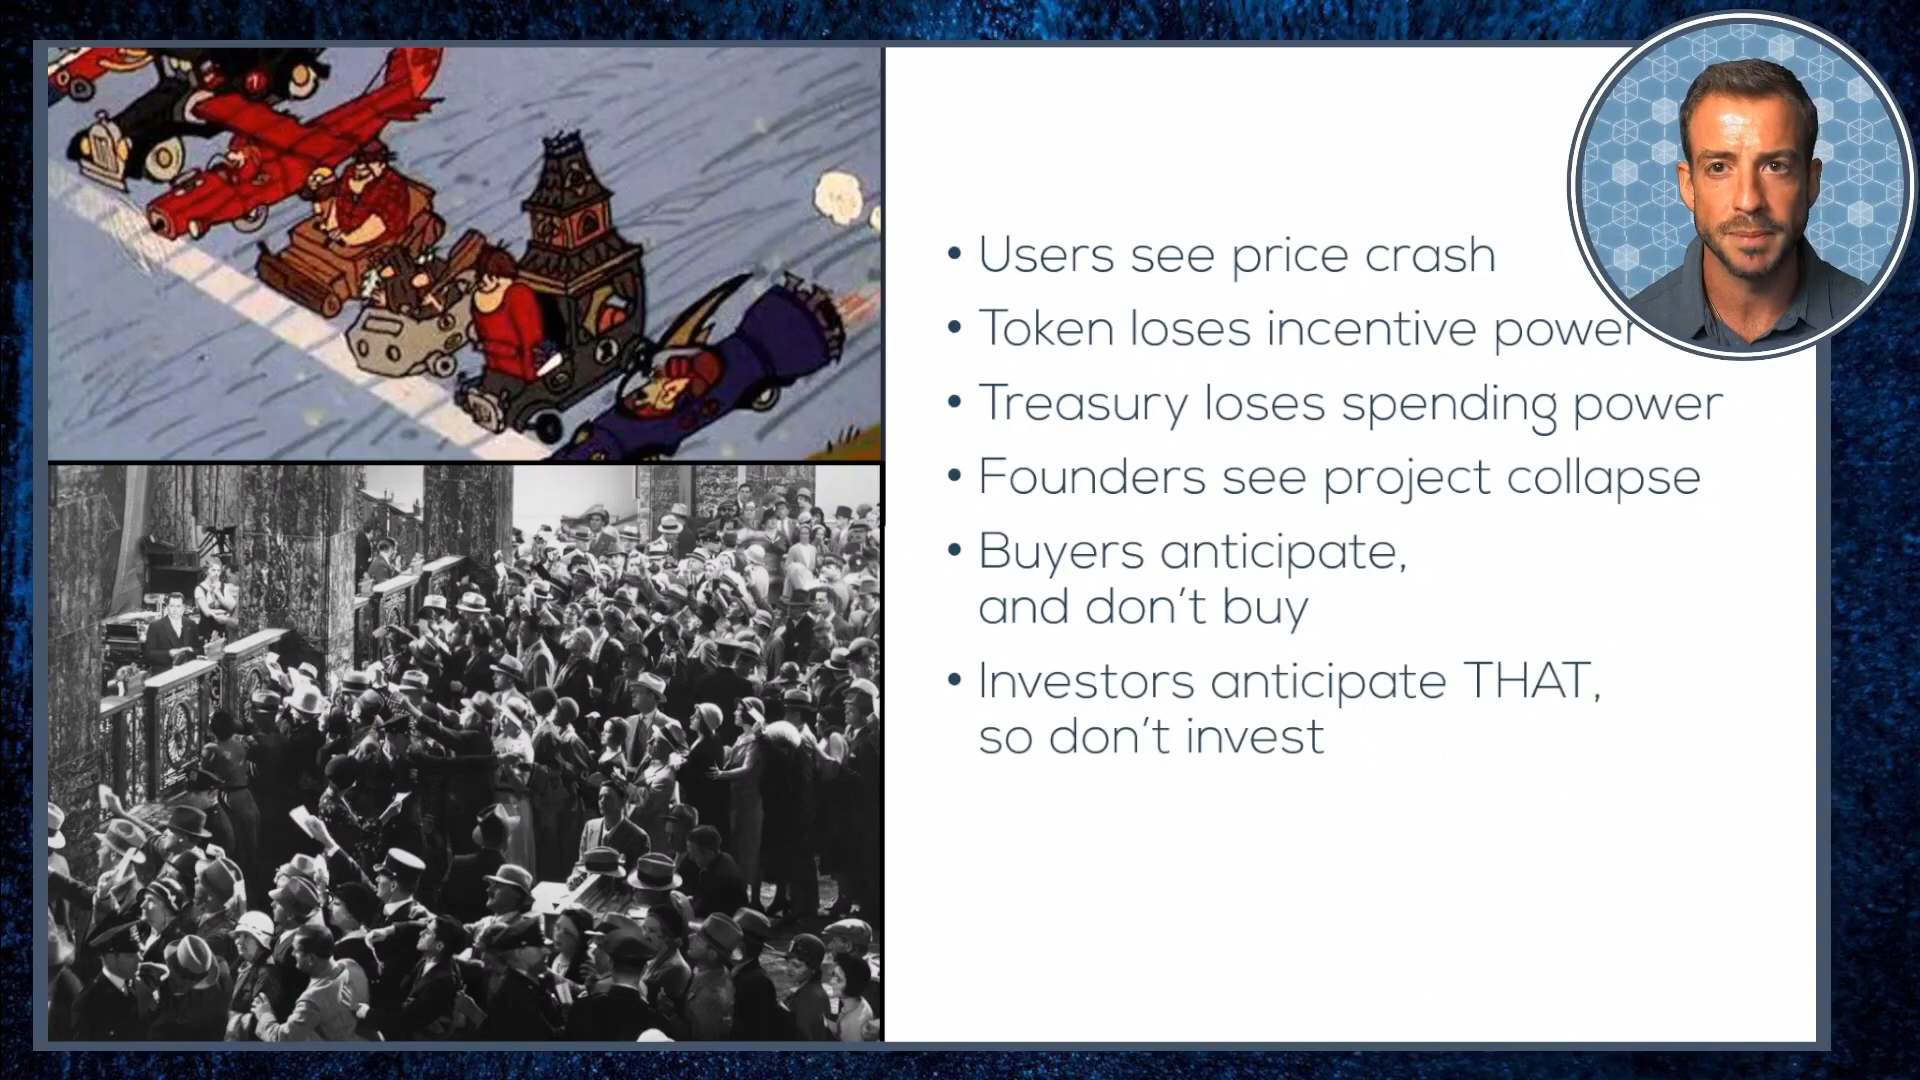 • Users see price crash
• Token loses incentive power
• Treasury loses spending power
• Founders see project collapse
• Buyers anticipate,
and don't buy
• Investors anticipate THAT,
so don't invest